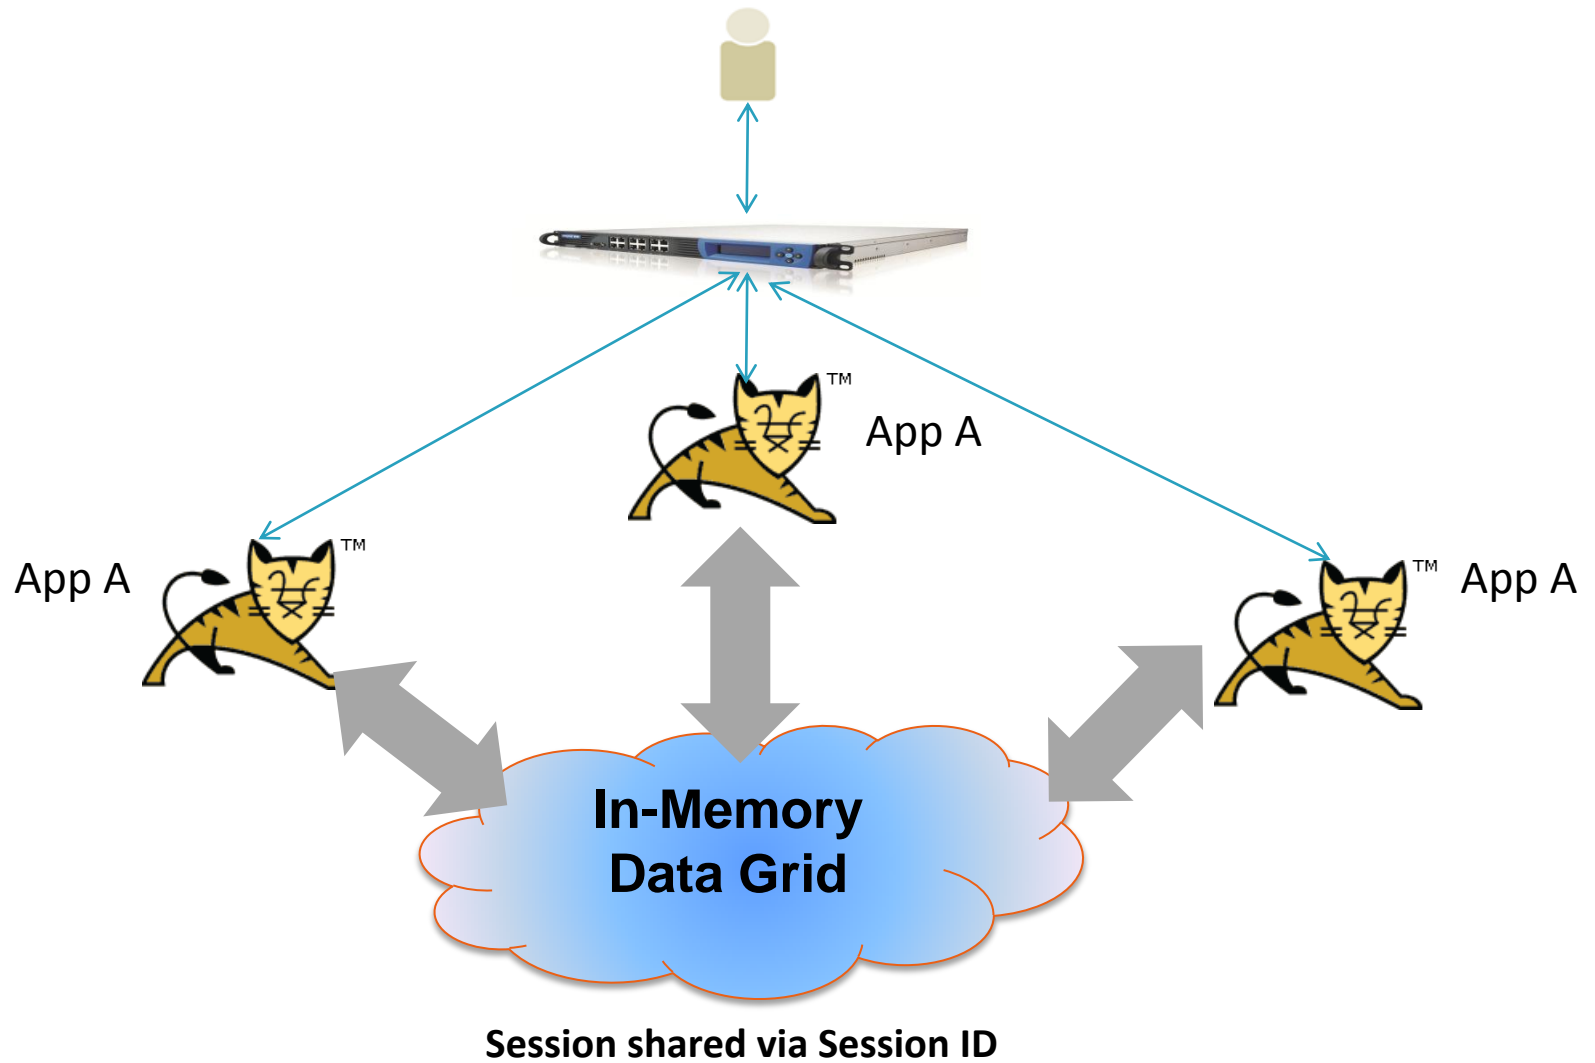 TM
App A
TM
App A
TM
App A
In-Memory
Data Grid
Session shared via Session ID